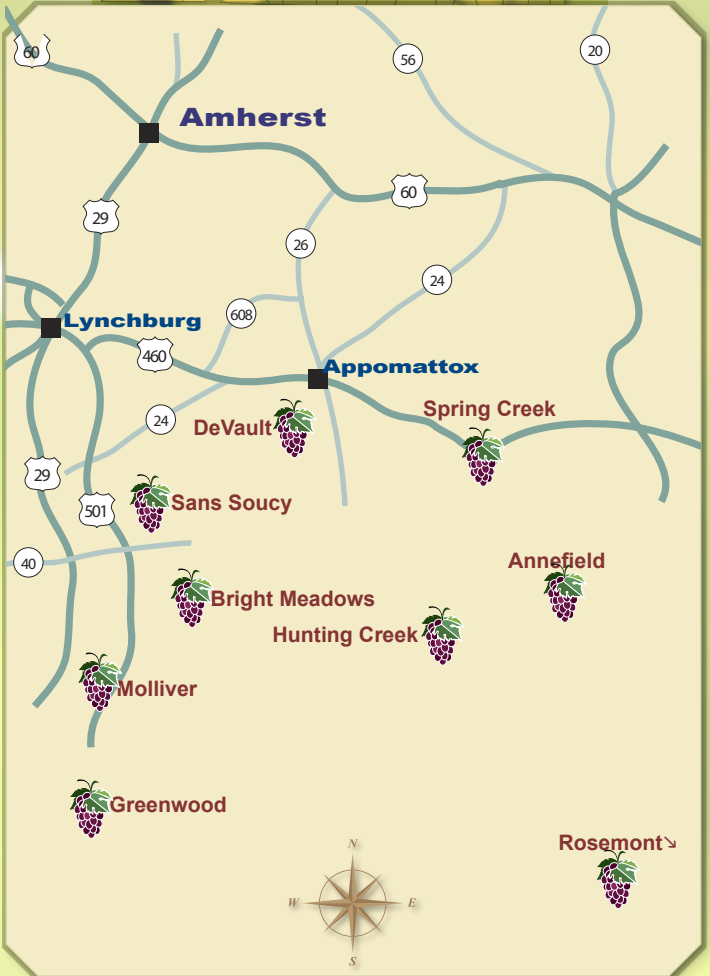 60
56
20
Amherst
60
29
26
24
608
Lynchburg
460
Appomattox
Spring Creek
24
DeVault
29
Sans Soucy
501
40
Annefield
Bright Meadows
Hunting Creek
Molliver
Greenwood
Rosemont↘
N
W E
S